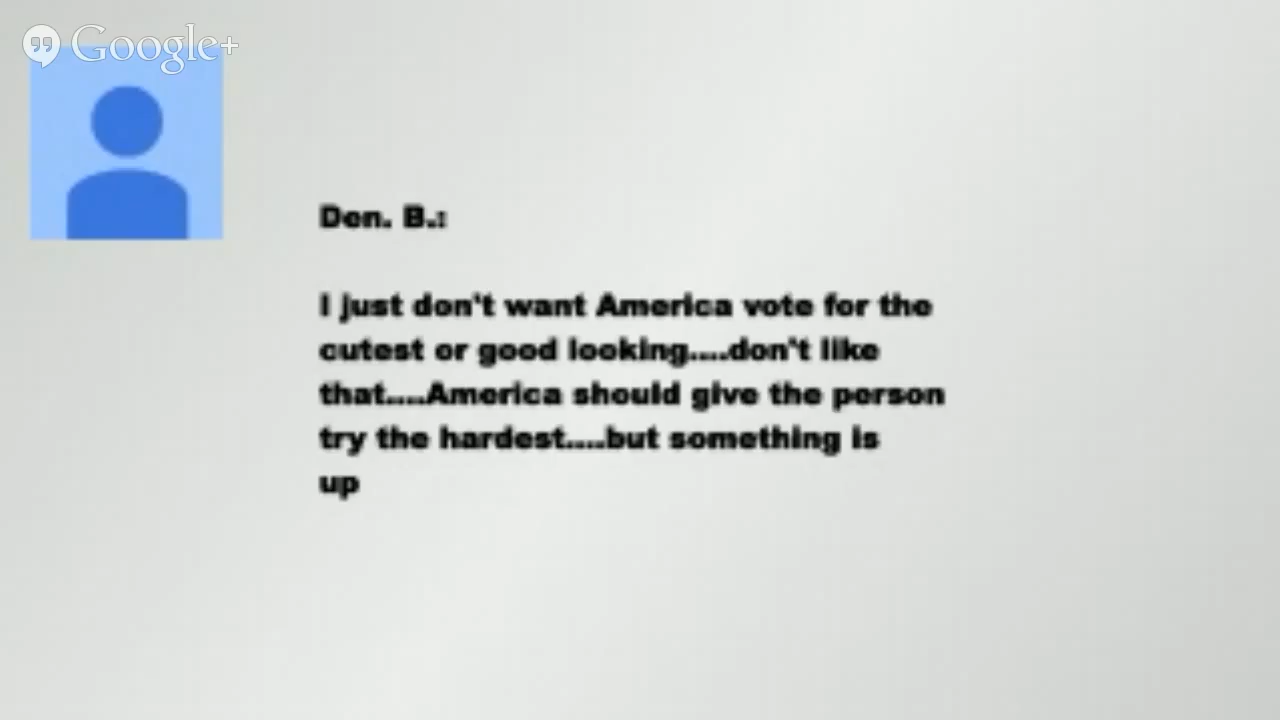 Google+
Den. B.:
I just don't want America vote for the
cutest or good looking....don't like
that....America should give the person
try the hardest....but something is
up